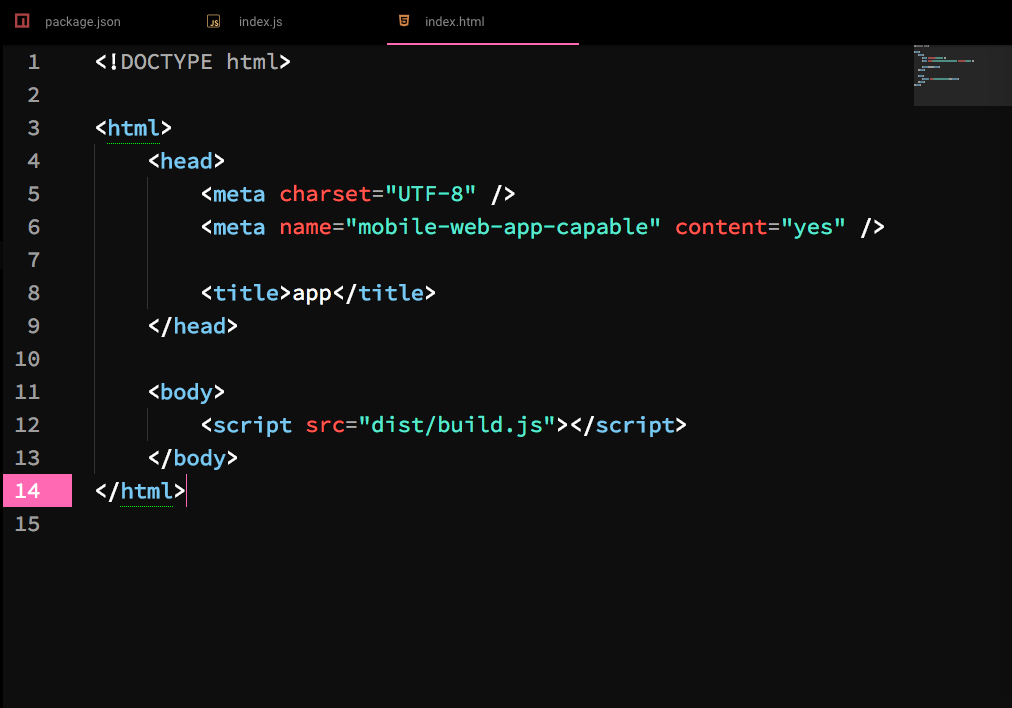 package.json index.js index.html
1 <!DOCTYPE html>
2
3 <html>
4     <head>
5         <meta charset="UTF-8" />
6         <meta name="mobile-web-app-capable" content="yes" />
7
8         <title>app</title>
9     </head>
10
11     <body>
12         <script src="dist/build.js"></script>
13     </body>
14 </html>
15